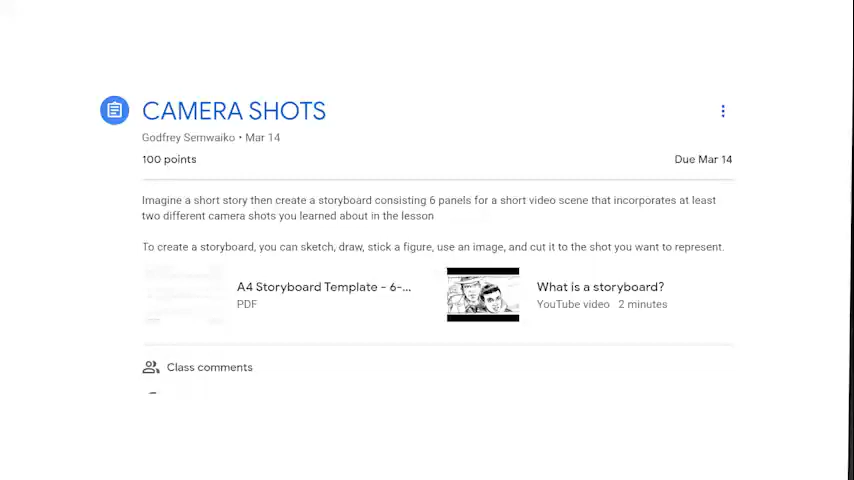 CAMERA SHOTS
Godfrey Semwaiko • Mar 14
100 points
Due Mar 14
Imagine a short story then create a storyboard consisting 6 panels for a short video scene that incorporates at least
two different camera shots you learned about in the lesson
To create a storyboard, you can sketch, draw, stick a figure, use an image, and cut it to the shot you want to represent.
A4 Storyboard Template - 6-...
PDF
What is a storyboard?
YouTube video 2 minutes
Class comments